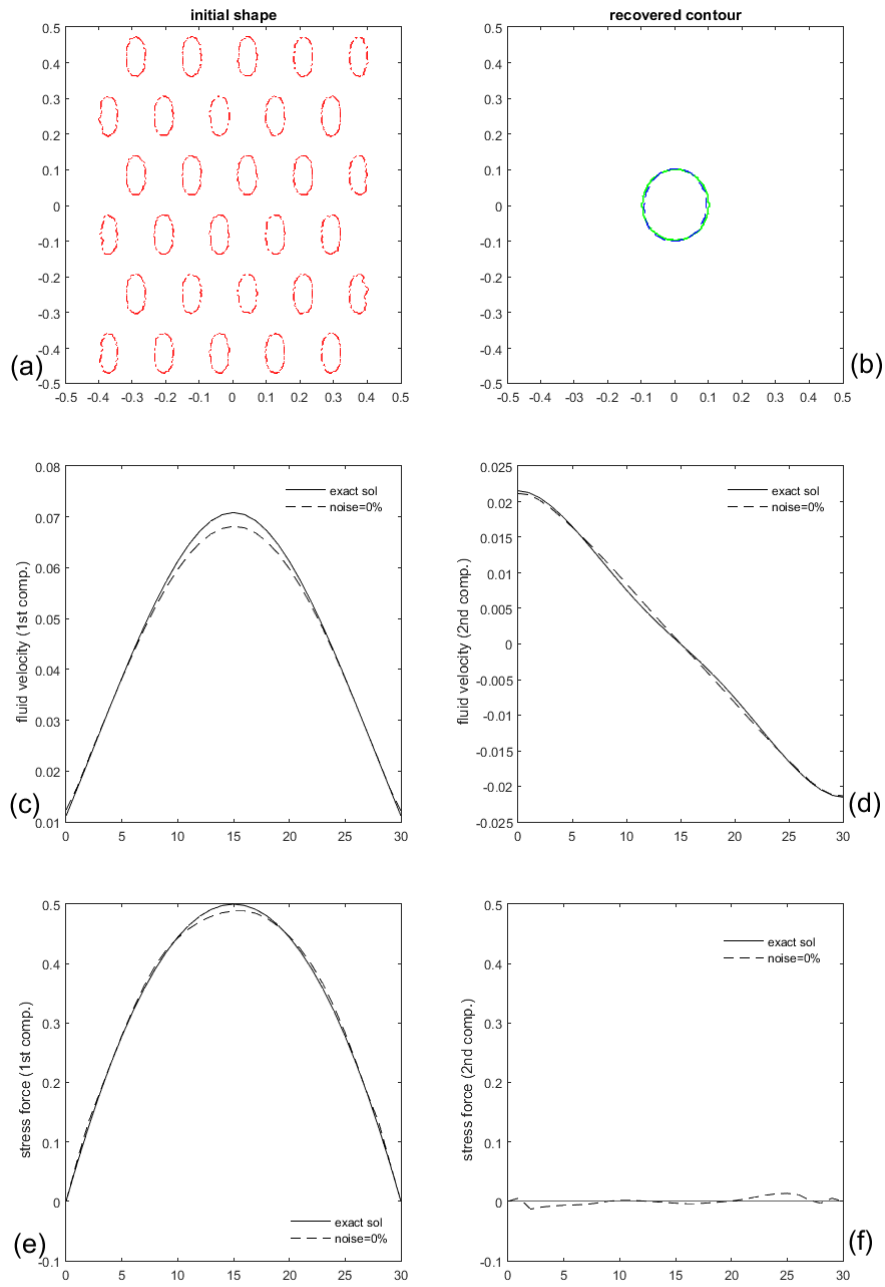 initial shape
0.5
0.4
0.3
0.2
0.1
0
-0.1
-0.2
-0.3
-0.4
-0.5
-0.5 -0.4 -0.3 -0.2 -0.1 0 0.1 0.2 0.3 0.4 0.5
(a)
recovered contour
0.5
0.4
0.3
0.2
0.1
0
-0.1
-0.2
-0.3
-0.4
-0.5
-0.5 -0.4 -03 -0.2 -0.1 0 0.1 0.2 0.3 0.4 0.5
(b)
fluid velocity (1st comp.)
0.08
0.07
0.06
0.05
0.04
0.03
0.02
0.01
0 5 10 15 20 25 30
exact sol
noise=0%
(c)
fluid velocity (2nd comp.)
0.025
0.02
0.015
0.01
0.005
0
-0.005
-0.01
-0.015
-0.02
-0.025
0 5 10 15 20 25 30
exact sol
noise=0%
(d)
stress force (1st comp.)
0.5
0.4
0.3
0.2
0.1
0
-0.1
0 5 10 15 20 25 30
exact sol
noise=0%
(e)
stress force (2nd comp.)
0.5
0.4
0.3
0.2
0.1
0
-0.1
0 5 10 15 20 25 30
exact sol
noise=0%
(f)